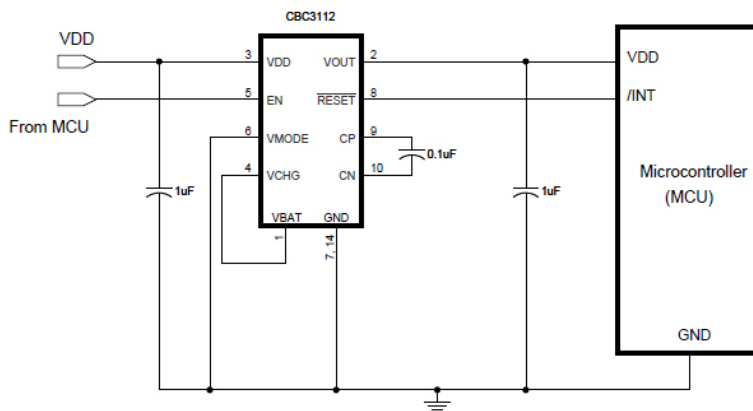 CBC3112
VDD
3
VDD
VOUT
2
VDD
5
EN
RESET
8
/INT
From MCU
6
VMODE
CP
9
0.1uF
4
VCHG
CN
10
Microcontroller
(MCU)
1uF
1uF
VBAT
GND
1
7, 14
GND